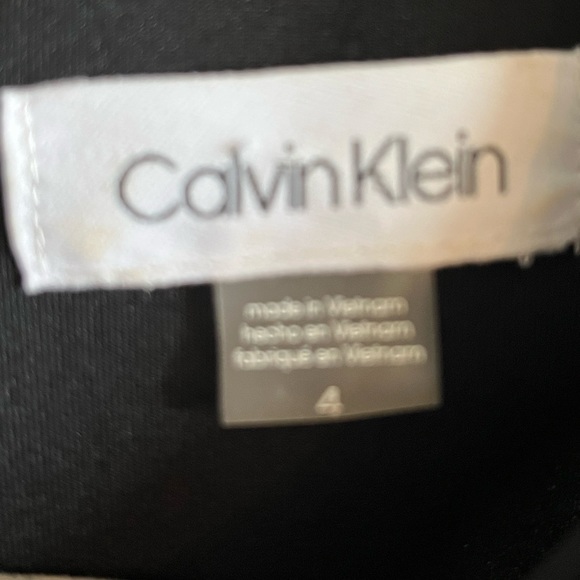 Calvin Klein
made in Vietnam
hecho en Vietnam
fabriqué en Vietnam
4